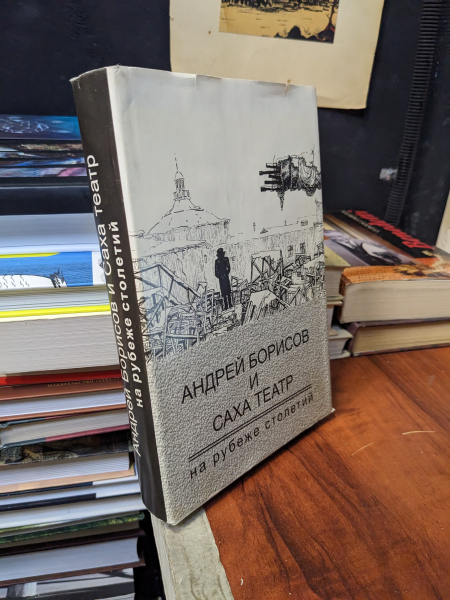 Андрей Борисов и Саха театр
на рубеже столетий
АНДРЕЙ БОРИСОВ
И
САХА ТЕАТР
на рубеже столетий